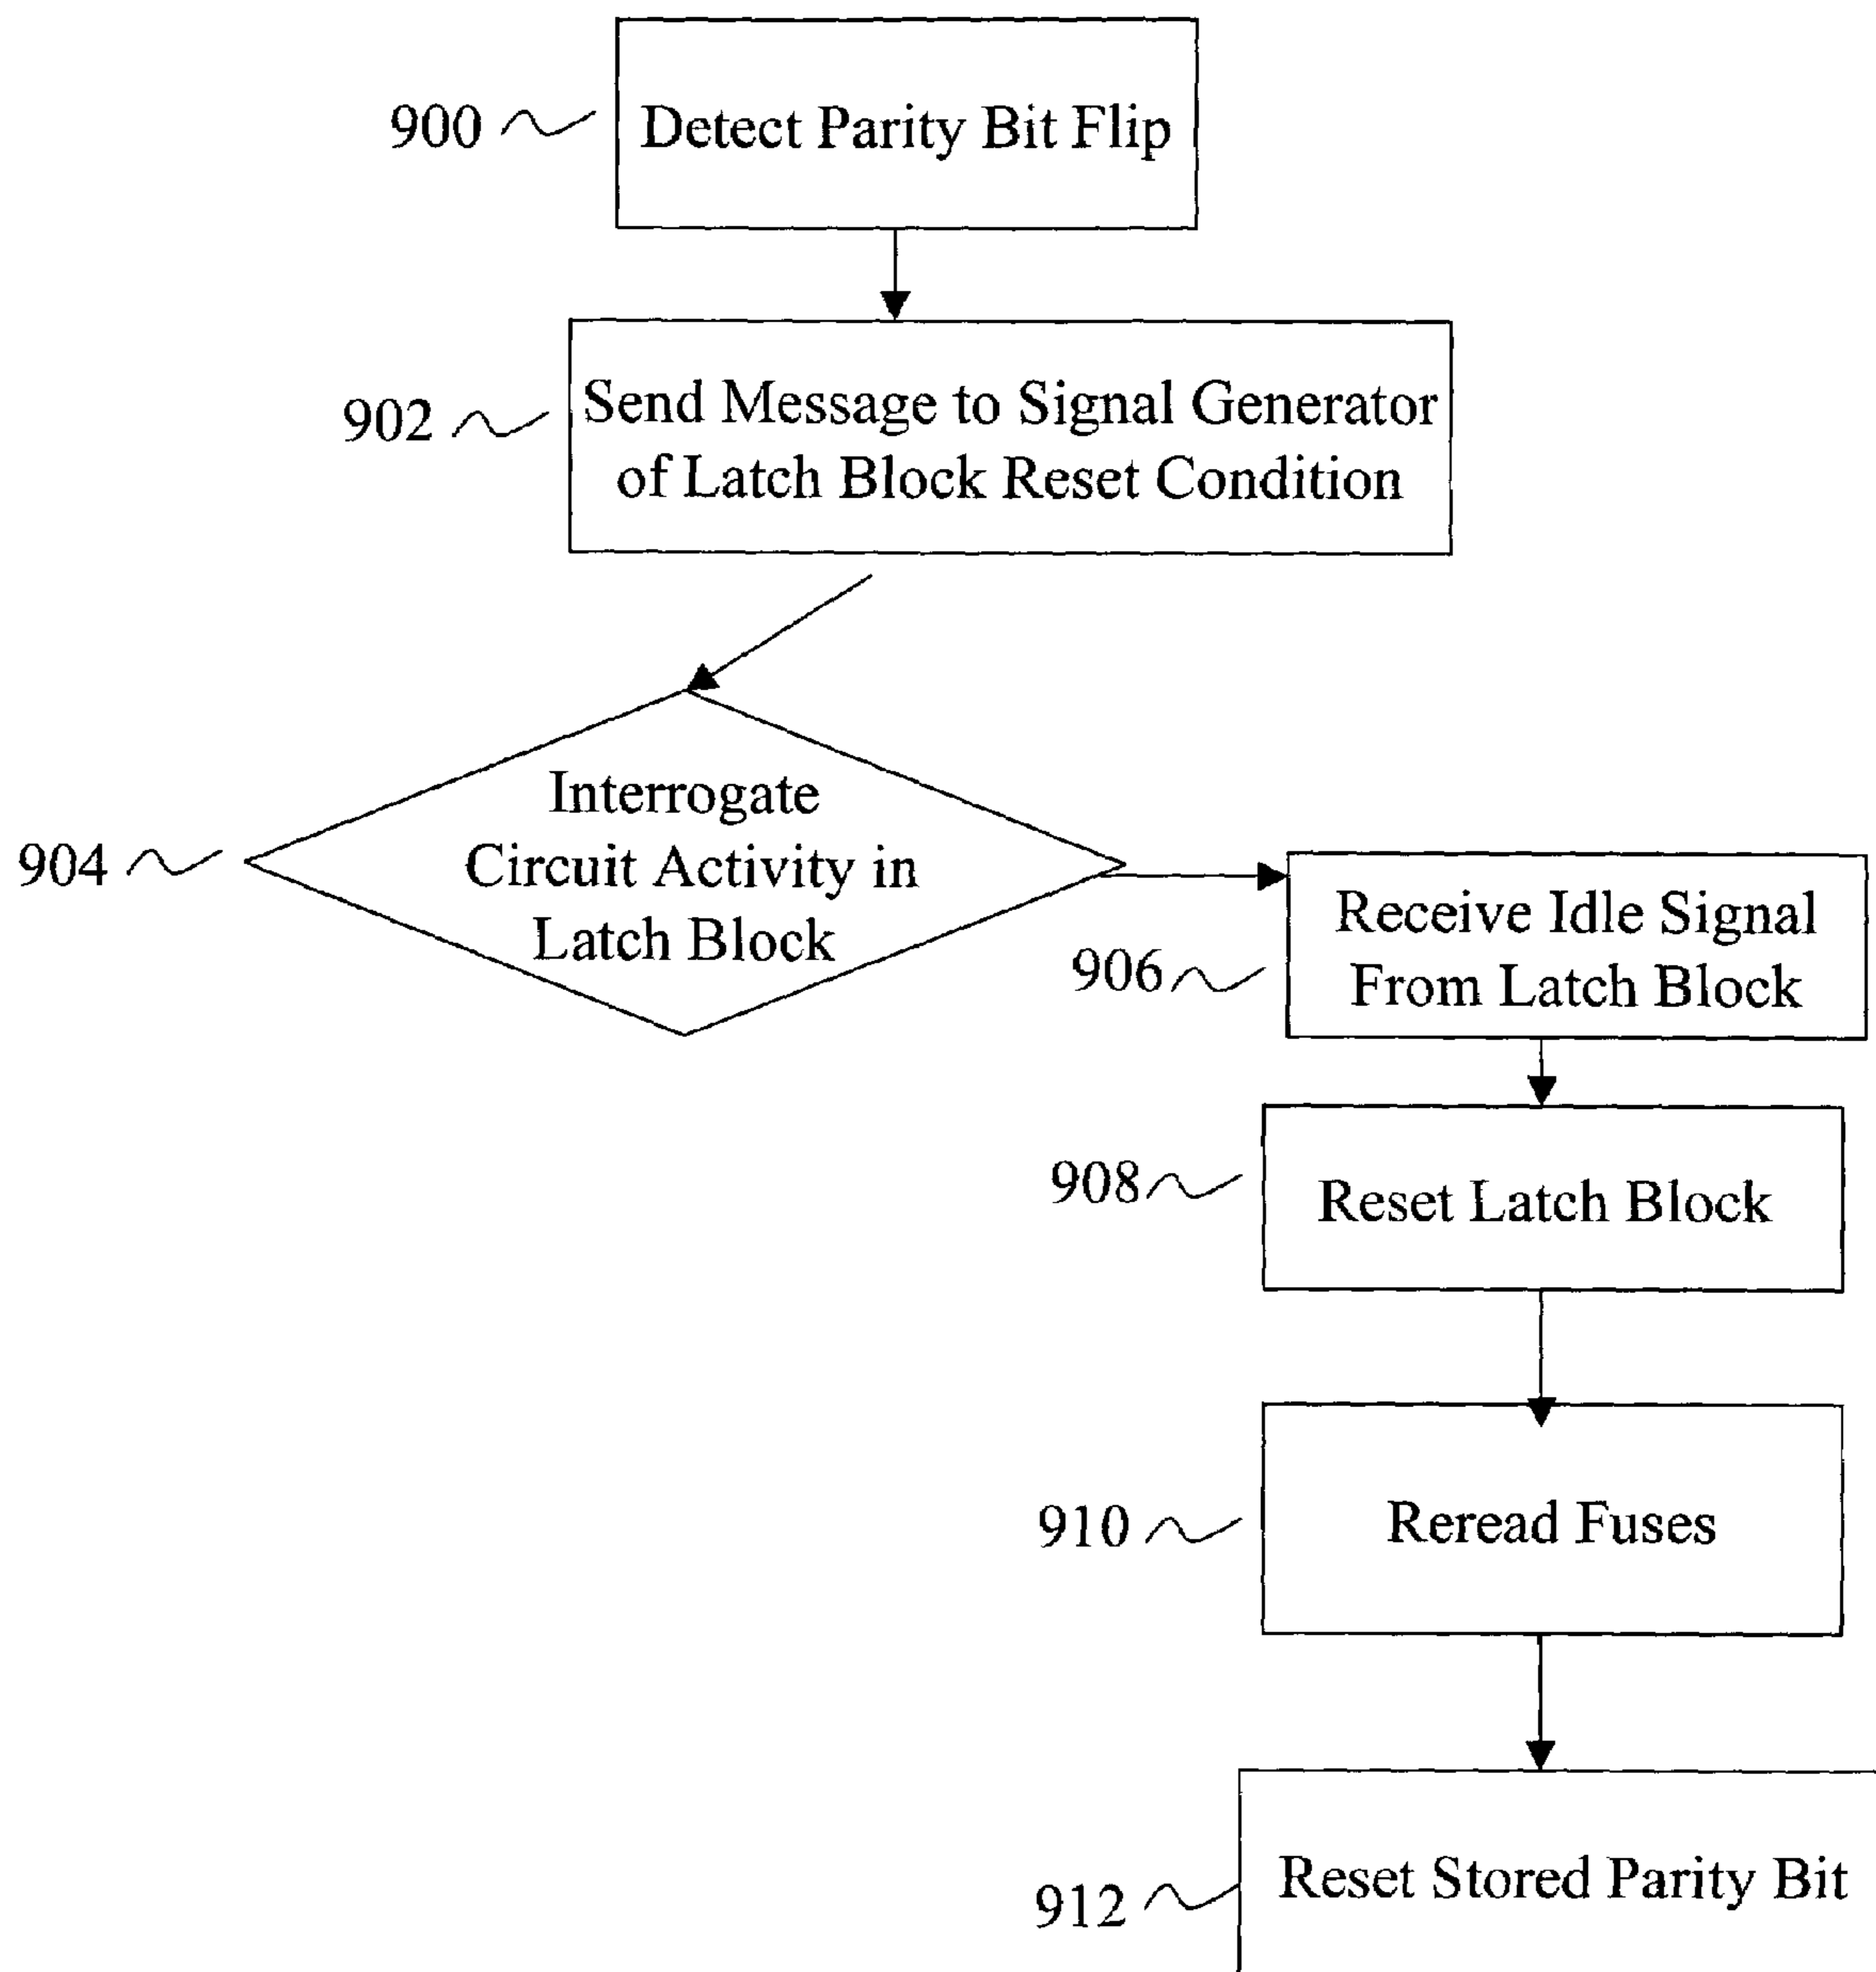 900
Detect Parity Bit Flip
902
Send Message to Signal Generator
of Latch Block Reset Condition
904
Interrogate
Circuit Activity in
Latch Block
906
Receive Idle Signal
From Latch Block
908
Reset Latch Block
910
Reread Fuses
912
Reset Stored Parity Bit